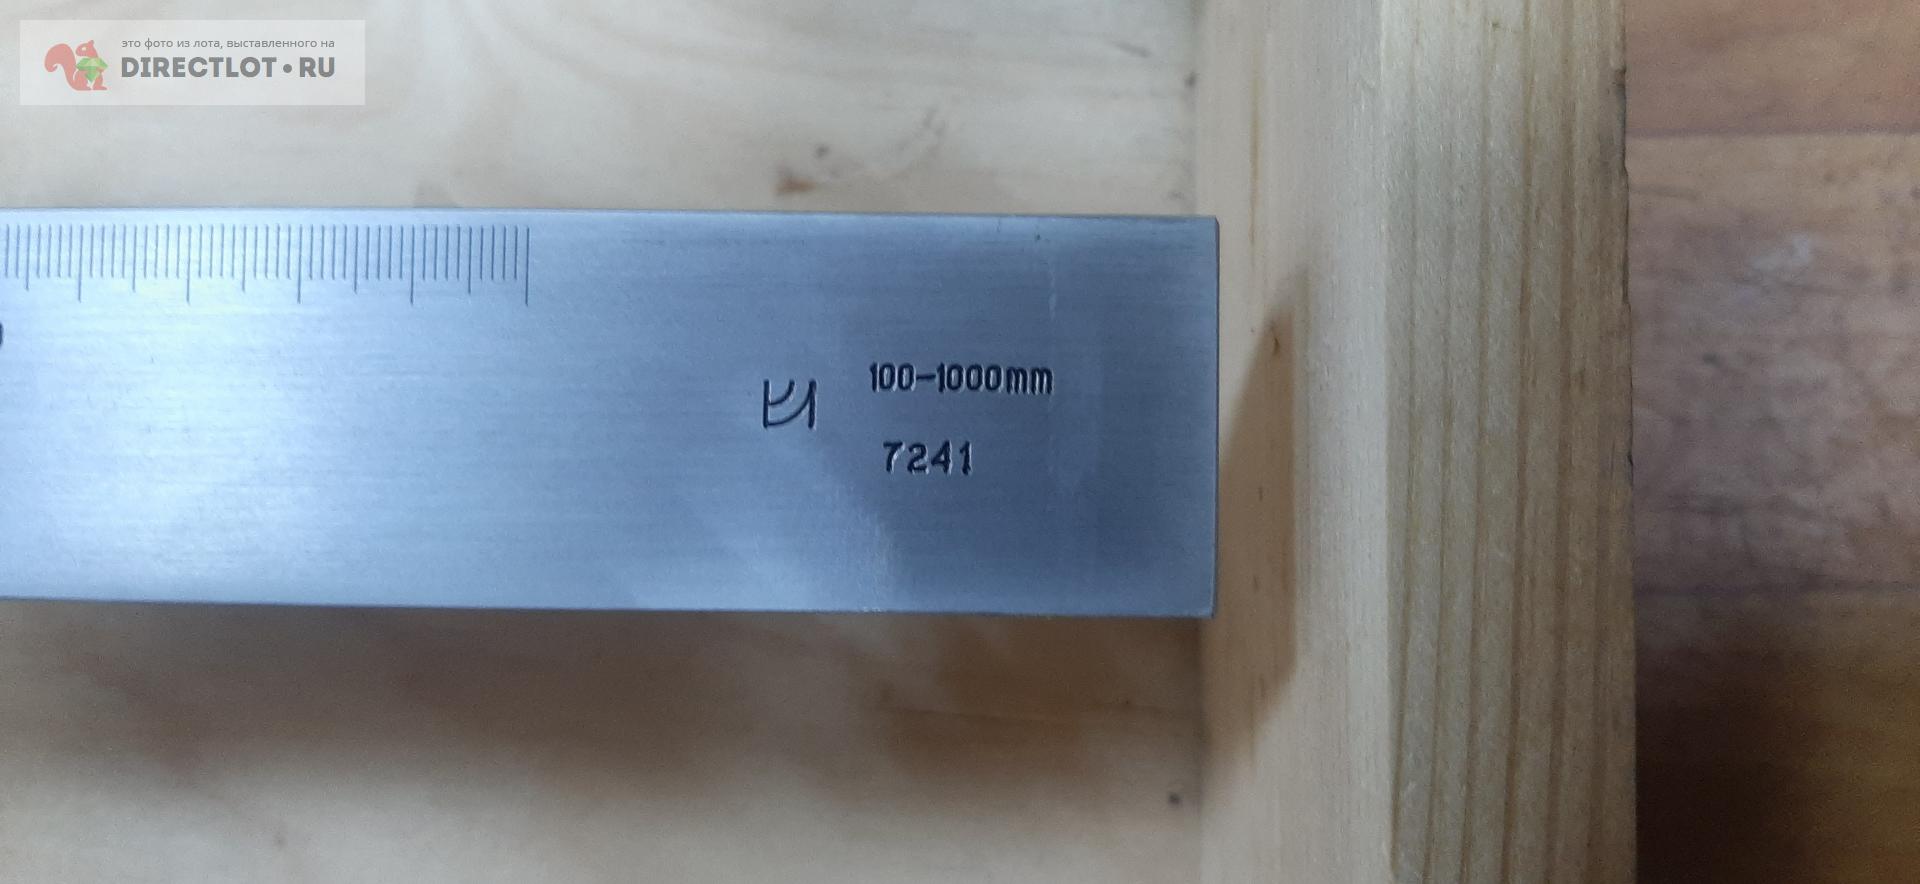 это фото из лота, выставленного на
DIRECTLOT•RU
100-1000mm
7241